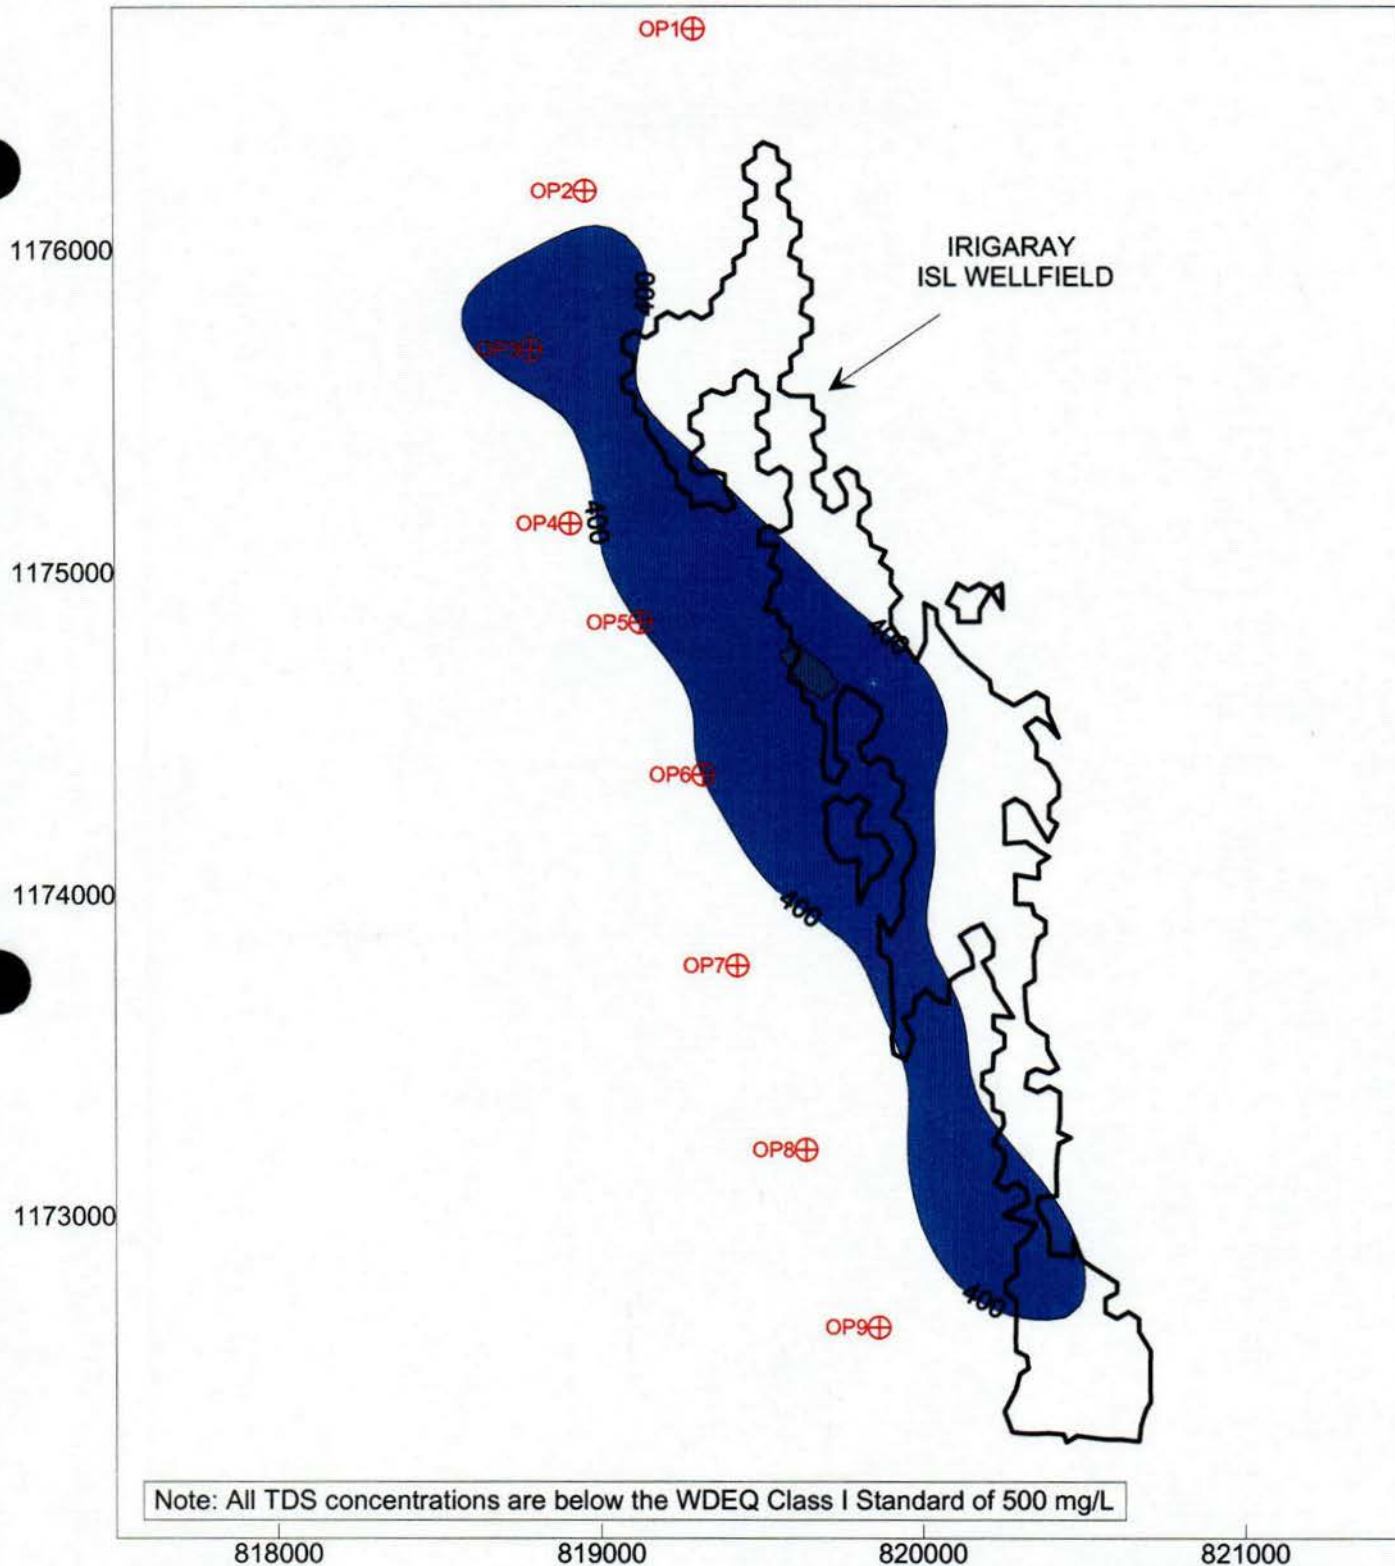 OP1
OP2
1176000
IRIGARAY
ISL WELLFIELD
400
OP3
OP4
400
1175000
OP5
400
OP6
1174000
400
OP7
OP8
1173000
400
OP9
Note: All TDS concentrations are below the WDEQ Class I Standard of 500 mg/L
818000
819000
820000
821000